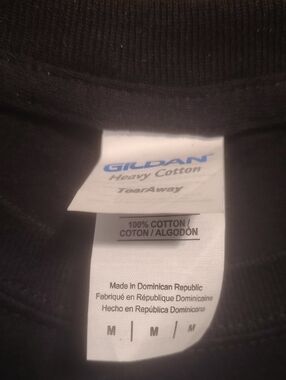 GILDAN
Heavy Cotton
TearAway
100% COTTON /
COTON / ALGODÓN
Made in Dominican Republic
Fabriqué en République Dominicaine
Hecho en República Dominicana
M | M | M